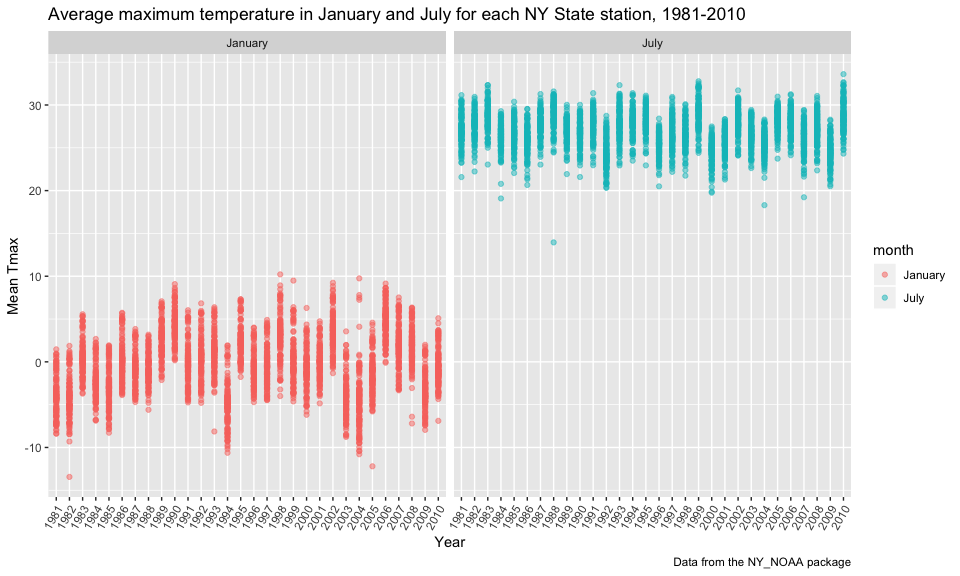 Average maximum temperature in January and July for each NY State station, 1981-2010
January
July
Mean Tmax
30
20
10
0
-10
1981 1982 1983 1984 1985 1986 1987 1988 1989 1990 1991 1992 1993 1994 1995 1996 1997 1998 1999 2000 2001 2002 2003 2004 2005 2006 2007 2008 2009 2010
1981 1982 1983 1984 1985 1986 1987 1988 1989 1990 1991 1992 1993 1994 1995 1996 1997 1998 1999 2000 2001 2002 2003 2004 2005 2006 2007 2008 2009 2010
Year
month
January
July
Data from the NY_NOAA package